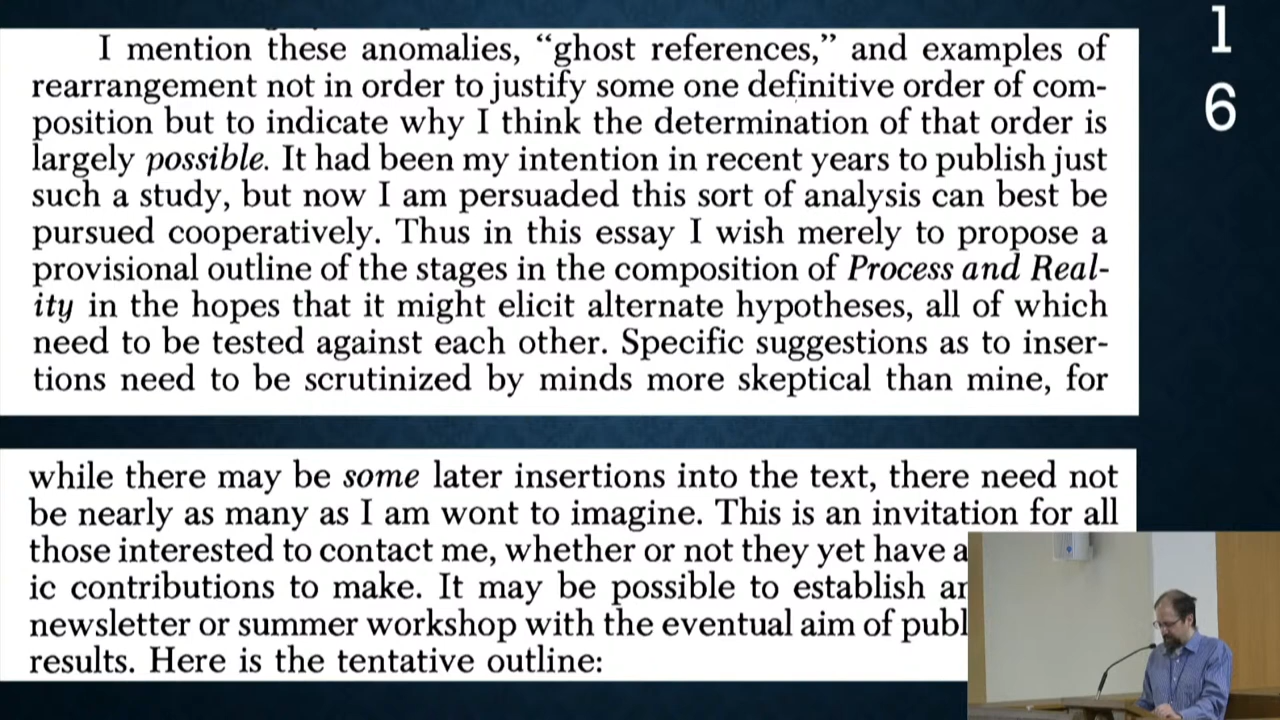 I mention these anomalies, “ghost references,” and examples of
rearrangement not in order to justify some one definitive order of com-
position but to indicate why I think the determination of that order is
largely possible. It had been my intention in recent years to publish just
such a study, but now I am persuaded this sort of analysis can best be
pursued cooperatively. Thus in this essay I wish merely to propose a
provisional outline of the stages in the composition of Process and Real-
ity in the hopes that it might elicit alternate hypotheses, all of which
need to be tested against each other. Specific suggestions as to inser-
tions need to be scrutinized by minds more skeptical than mine, for
while there may be some later insertions into the text, there need not
be nearly as many as I am wont to imagine. This is an invitation for all
those interested to contact me, whether or not they yet have a
ic contributions to make. It may be possible to establish
newsletter or summer workshop with the eventual aim of publ
results. Here is the tentative outline:
1
6